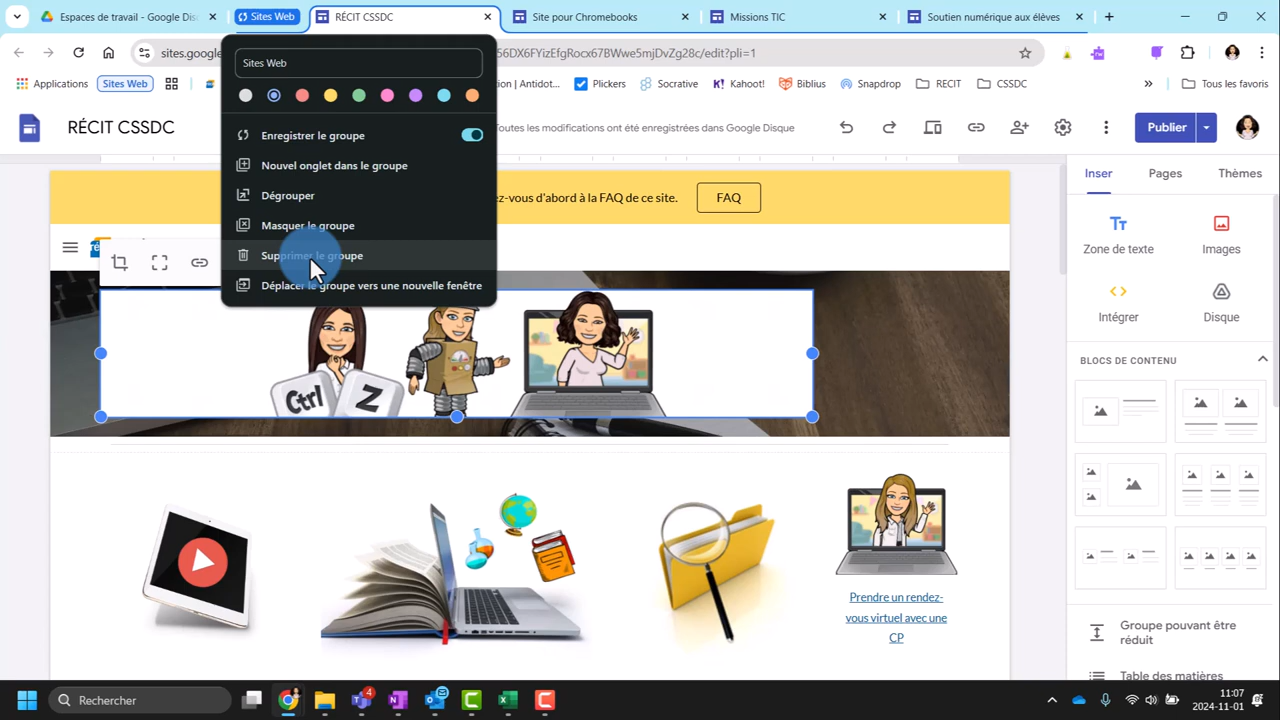 Espaces de travail - Google Dis
Sites Web
RÉCIT CSSDC
Site pour Chromebooks
Missions TIC
Soutien numérique aux élèves
sites.google
56DX6FYizEfgRocx67BWwe5mjDvZg28c/edit?pli=1
Applications
Sites Web
ion | Antidot...
Plickers
Socrative
Kahoot!
Biblius
Snapdrop
RECIT
CSSDC
»
Tous les favoris
Sites Web
Enregistrer le groupe
Nouvel onglet dans le groupe
Dégrouper
Masquer le groupe
Supprimer le groupe
Déplacer le groupe vers une nouvelle fenêtre
RÉCIT CSSDC
Toutes les modifications ont été enregistrées dans Google Disque
Publier
ez-vous d'abord à la FAQ de ce site.
FAQ
Inser
Pages
Thèmes
Zone de texte
Images
Intégrer
Disque
BLOCS DE CONTENU
Ctrl
Z
Prendre un rendez-
vous virtuel avec une
CP
Groupe pouvant être
réduit
Table des matières
Rechercher
4
11:07
2024-11-01